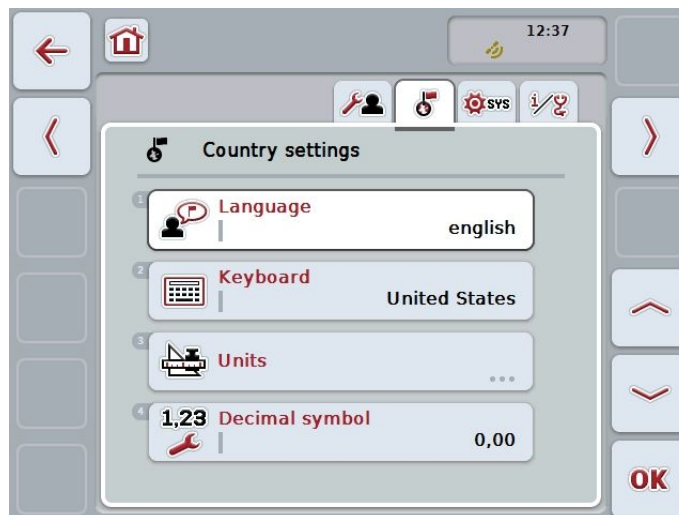 12:37
SYS
i/
Country settings
1
Language
english
2
Keyboard
United States
3
Units
...
4
1,23
Decimal symbol
0,00
OK